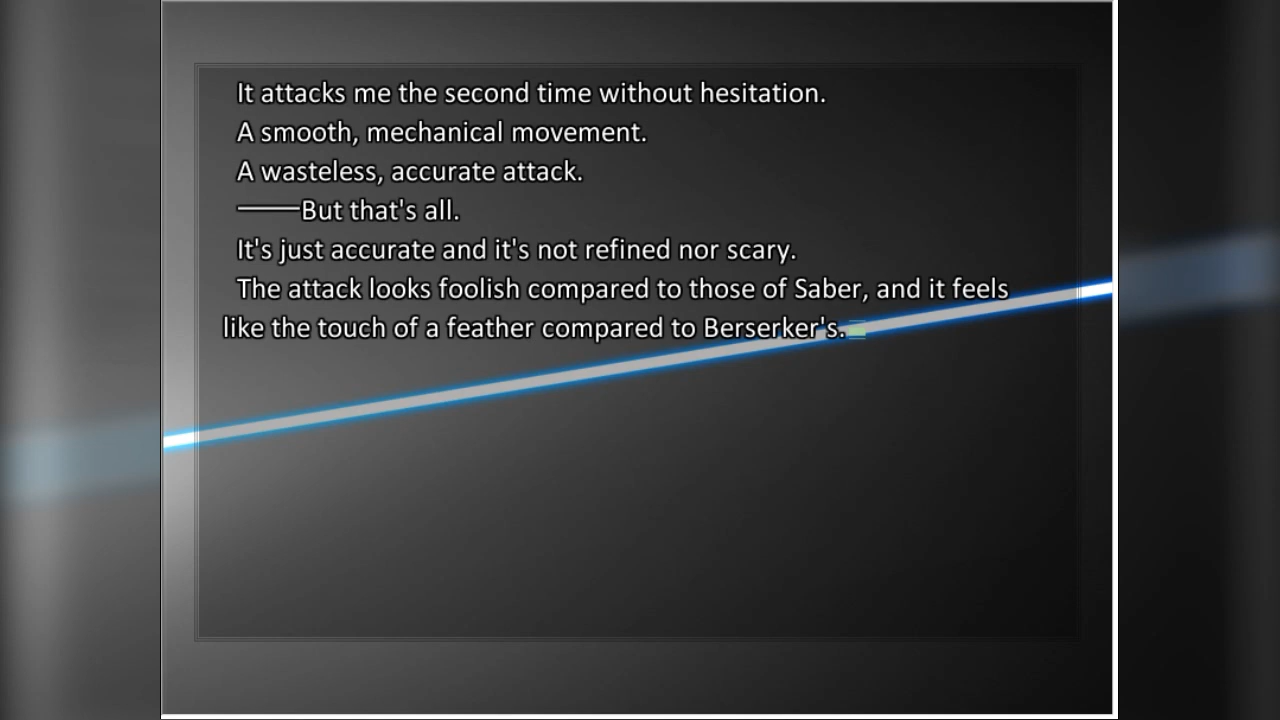 It attacks me the second time without hesitation.
A smooth, mechanical movement.
A wasteless, accurate attack.
――But that's all.
It's just accurate and it's not refined nor scary.
The attack looks foolish compared to those of Saber, and it feels
like the touch of a feather compared to Berserker's.